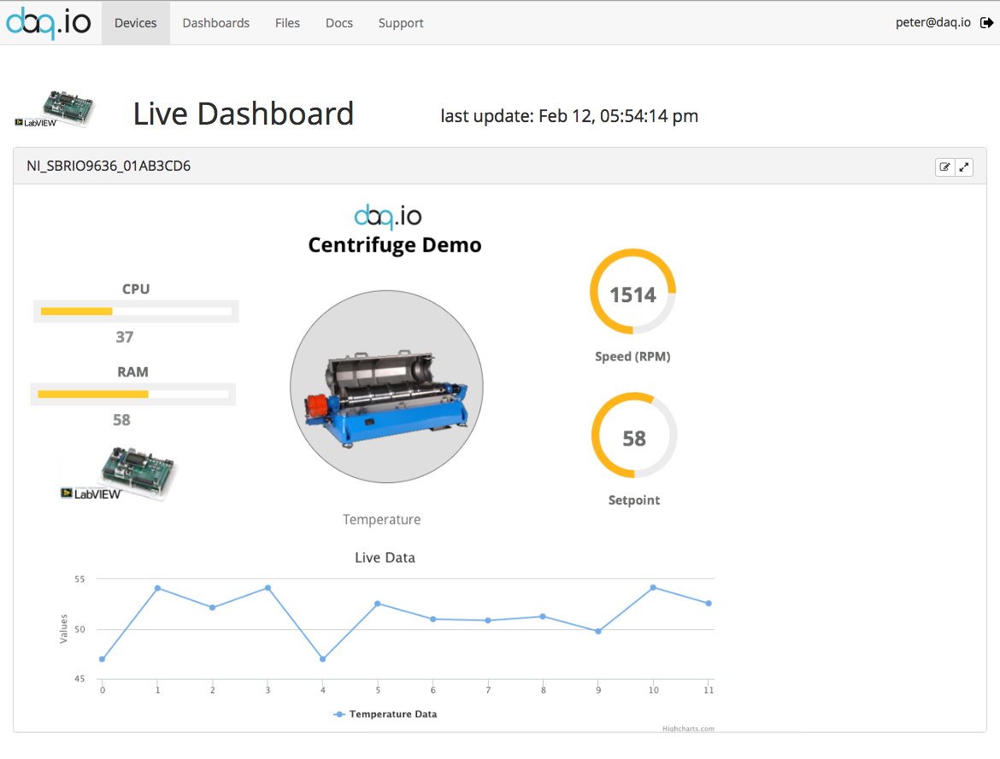 daq.io Devices Dashboards Files Docs Support peter@daq.io
LabVIEW
Live Dashboard last update: Feb 12, 05:54:14 pm
NI_SBRIO9636_01AB3CD6
daq.io
Centrifuge Demo
CPU
37
RAM
58
LabVIEW
1514
Speed (RPM)
58
Setpoint
Temperature
Live Data
55
50
45
Values
0 1 2 3 4 5 6 7 8 9 10 11
Temperature Data
Highcharts.com